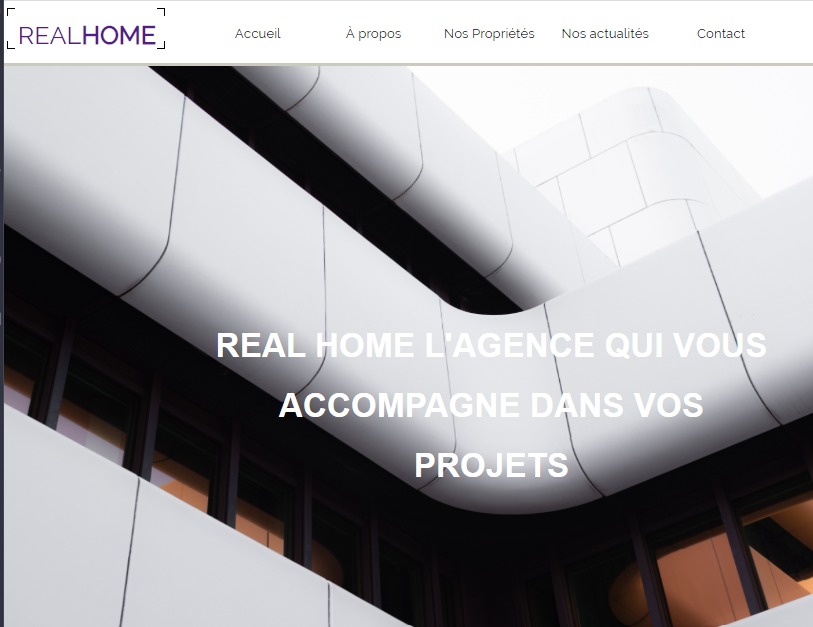 REALHOME
Accueil À propos Nos Propriétés Nos actualités Contact
REAL HOME L'AGENCE QUI VOUS
ACCOMPAGNE DANS VOS
PROJETS